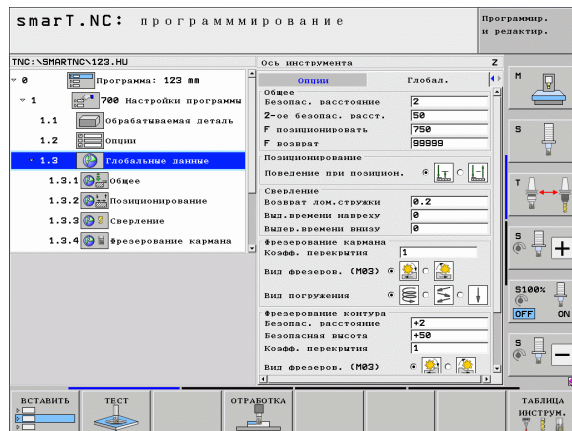 smarT.NC: программмирование
Программир.
и редактир.
TNC:\SMARTNC\123.HU
Ось инструмента Z
0 Программа: 123 mm
1 700 Настройки программы
1.1 Обрабатываемая деталь
1.2 Опции
1.3 Глобальные данные
1.3.1 Общее
1.3.2 Позиционирование
1.3.3 Сверление
1.3.4 Фрезерование кармана
Опции Глобал.
Общее
Безопас. расстояние 2
2-ое безопас. расст. 50
F позиционировать 750
F возврат 99999
Позиционирование
Поведение при позицион.
Сверление
Возврат лом.стружки 0.2
Выд.времени навреху 0
Выдер.времени внизу 0
Фрезерование кармана
Коэфф. перекрытия 1
Вид фрезеров. (M03)
Вид погружения
Фрезерование контура
Безопас. расстояние +2
Безопасная высота +50
Коэфф. перекрытия 1
Вид фрезеров. (M03)
M
S
T
S
S100%
OFF ON
S
ВСТАВИТЬ
ТЕСТ
ОТРАБОТКА
ТАБЛИЦА
ИНСТРУМ.